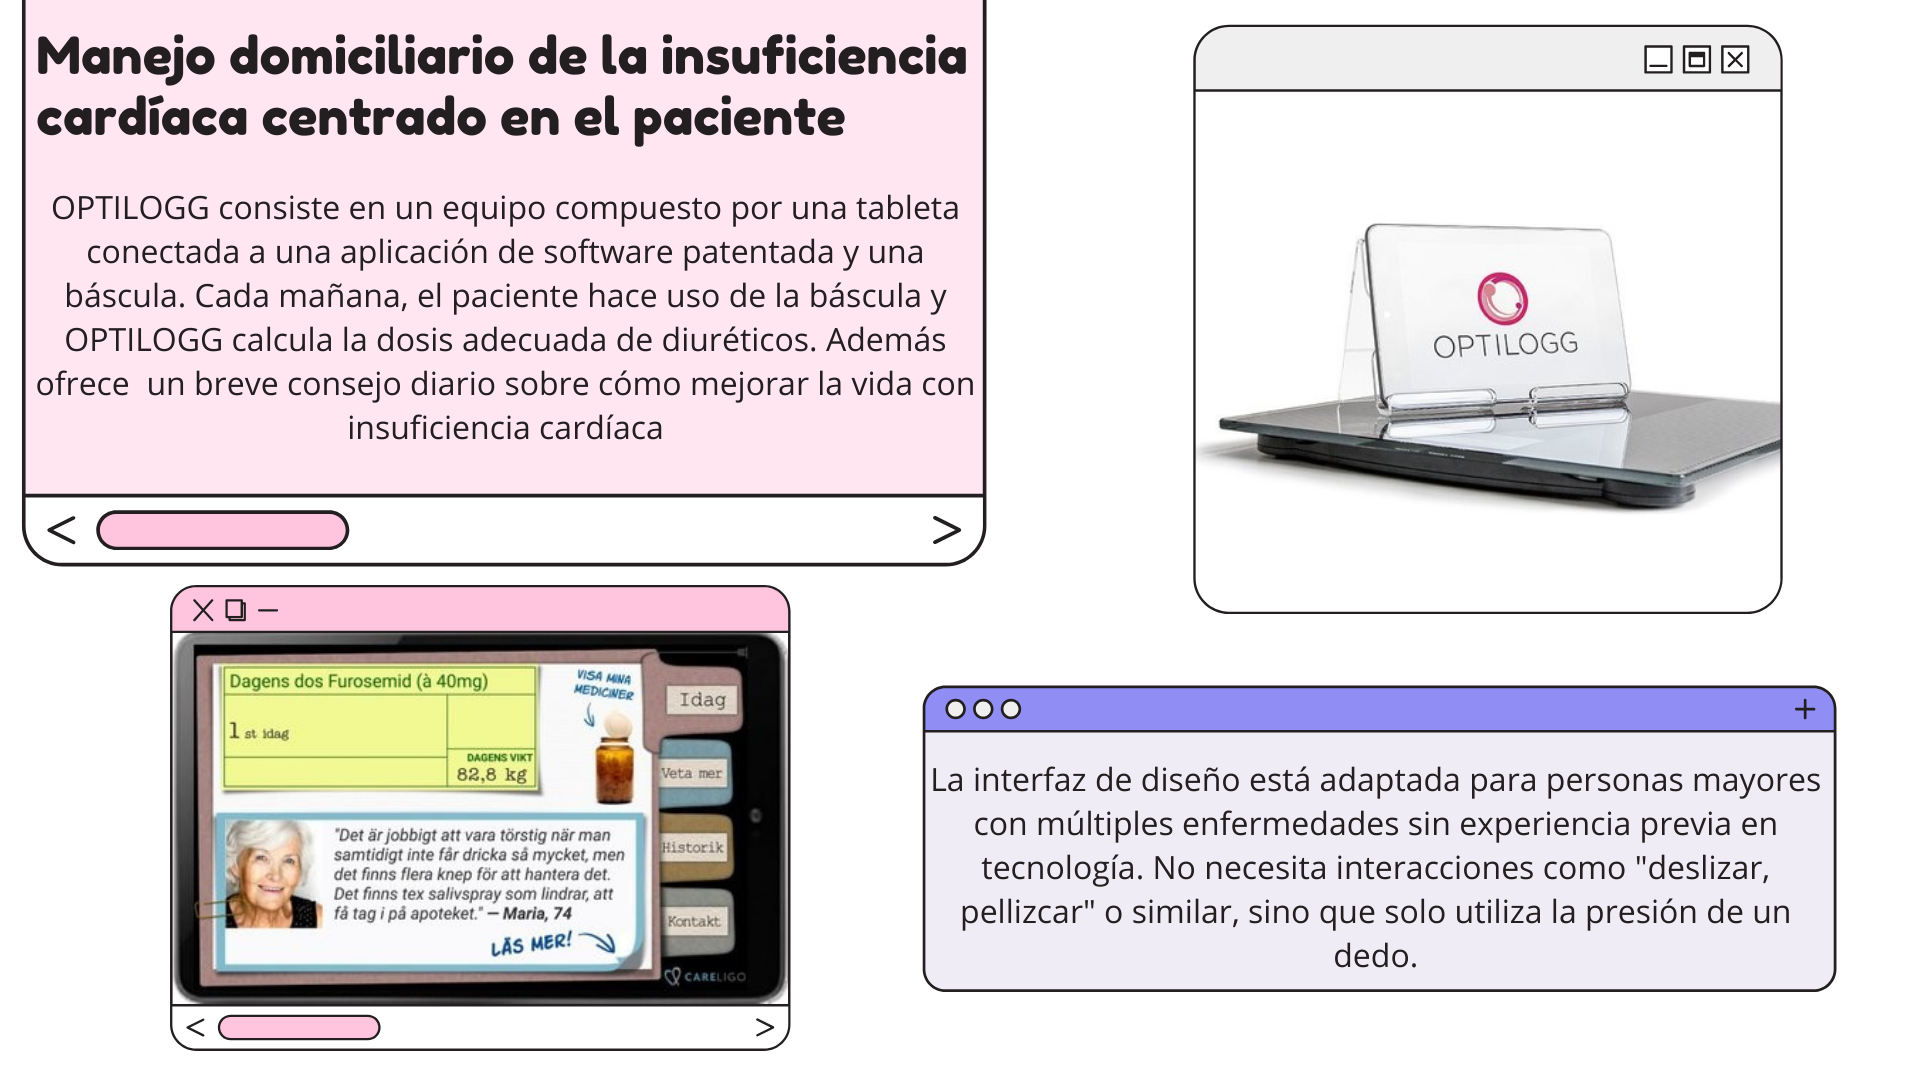 Manejo domiciliario de la insuficiencia
cardíaca centrado en el paciente
OPTILOGG consiste en un equipo compuesto por una tableta
conectada a una aplicación de software patentada y una
báscula. Cada mañana, el paciente hace uso de la báscula y
OPTILOGG calcula la dosis adecuada de diuréticos. Además
ofrece  un breve consejo diario sobre cómo mejorar la vida con
insuficiencia cardíaca
OPTILOGG
Dagens dos Furosemid (à 40mg)
1 st idag
DAGENS VIKT
82,8 kg
VISA MINA
MEDICINER
Idag
Veta mer
Historik
Kontakt
"Det är jobbigt att vara törstig när man
samtidigt inte får dricka så mycket, men
det finns flera knep för att hantera det.
Det finns tex salivspray som lindrar, att
få tag i på apoteket." — Maria, 74
LÄS MER!
CARELIGO
La interfaz de diseño está adaptada para personas mayores
con múltiples enfermedades sin experiencia previa en
tecnología. No necesita interacciones como "deslizar,
pellizcar" o similar, sino que solo utiliza la presión de un
dedo.